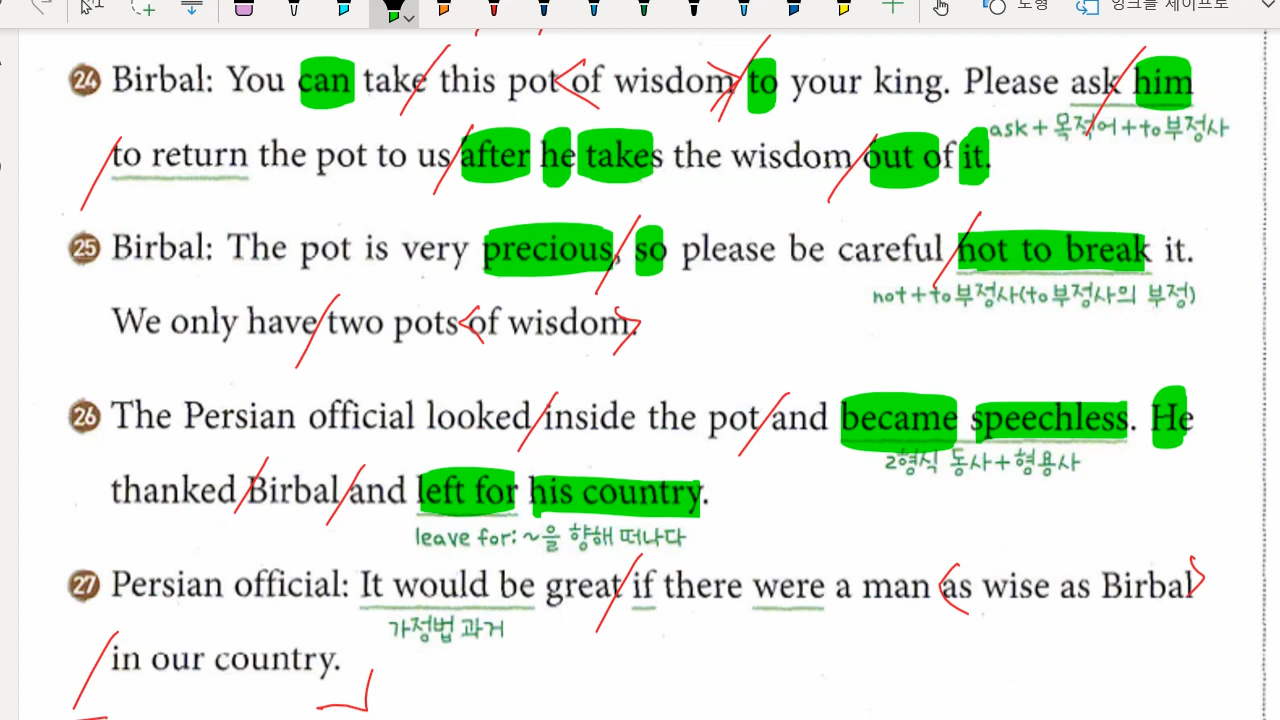 도형 잉크를 셰이프로
24 Birbal: You can take this pot of wisdom to your king. Please ask him
ask + 목적어 + to부정사
to return the pot to us after he takes the wisdom out of it.
25 Birbal: The pot is very precious, so please be careful not to break it.
not + to부정사(to부정사의 부정)
We only have two pots of wisdom.
26 The Persian official looked inside the pot and became speechless. He
2형식 동사+형용사
thanked Birbal and left for his country.
leave for: ~을 향해 떠나다
27 Persian official: It would be great if there were a man as wise as Birbal
가정법 과거
in our country.